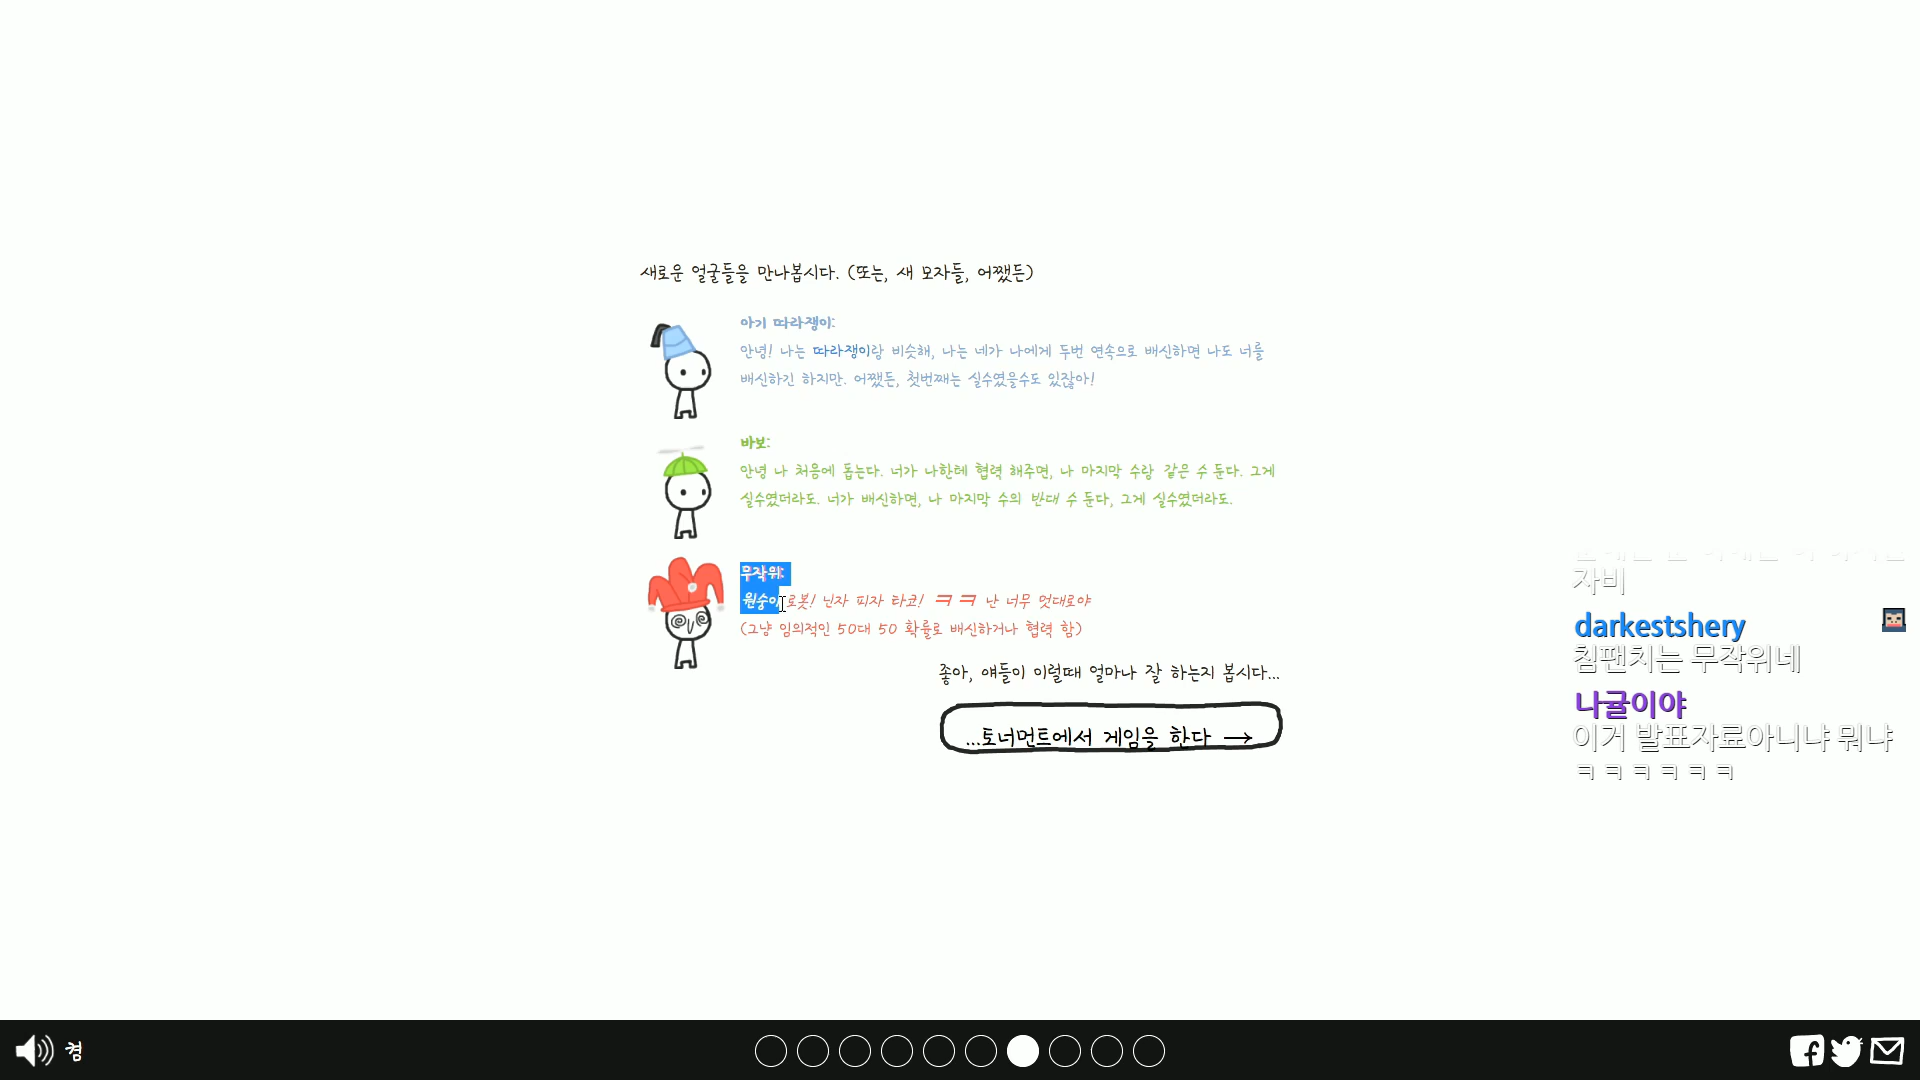 새로운 얼굴들을 만나봅시다. (또는, 새 모자들, 어쨌든)
아기 따라쟁이:
안녕! 나는 따라쟁이랑 비슷해, 나는 네가 나에게 두번 연속으로 배신하면 나도 너를
배신하긴 하지만. 어쨌든, 첫번째는 실수였을수도 있잖아!
바보:
안녕 나 처음에 돕는다. 너가 나한테 협력 해주면, 나 마지막 수랑 같은 수 둔다. 그게
실수였더라도. 너가 배신하면, 나 마지막 수의 반대 수 둔다, 그게 실수였더라도.
무작위:
원숭이로봇! 닌자 피자 타코! ㅋㅋ 난 너무 멋대로야
(그냥 임의적인 50대 50 확률로 배신하거나 협력 함)
좋아, 얘들이 이럴때 얼마나 잘 하는지 봅시다...
...토너먼트에서 게임을 한다 →
자비
darkestshery
침팬치는 무작위네
나귤이야
이거 발표자료아니냐 뭐냐
ㅋㅋㅋㅋㅋㅋ
켬